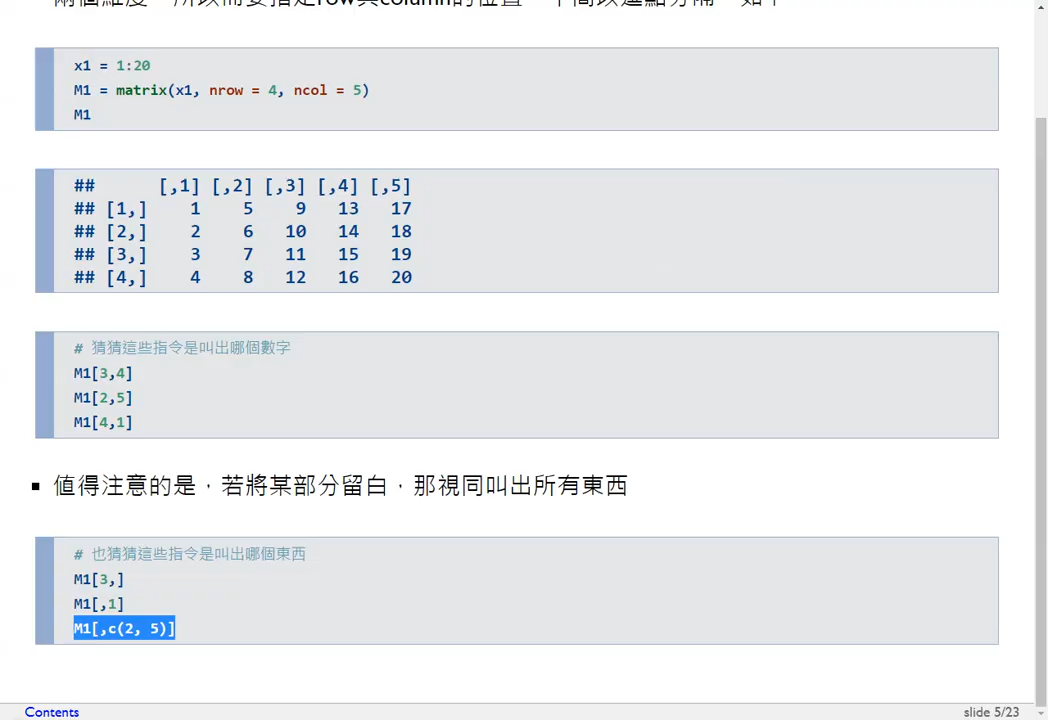 x1 = 1:20
M1 = matrix(x1, nrow = 4, ncol = 5)
M1
## [,1] [,2] [,3] [,4] [,5]
## [1,] 1 5 9 13 17
## [2,] 2 6 10 14 18
## [3,] 3 7 11 15 19
## [4,] 4 8 12 16 20
# 猜猜這些指令是叫出哪個數字
M1[3,4]
M1[2,5]
M1[4,1]
▪ 值得注意的是，若將某部分留白，那視同叫出所有東西
# 也猜猜這些指令是叫出哪個東西
M1[3,]
M1[,1]
M1[,c(2, 5)]
Contents
slide 5/23